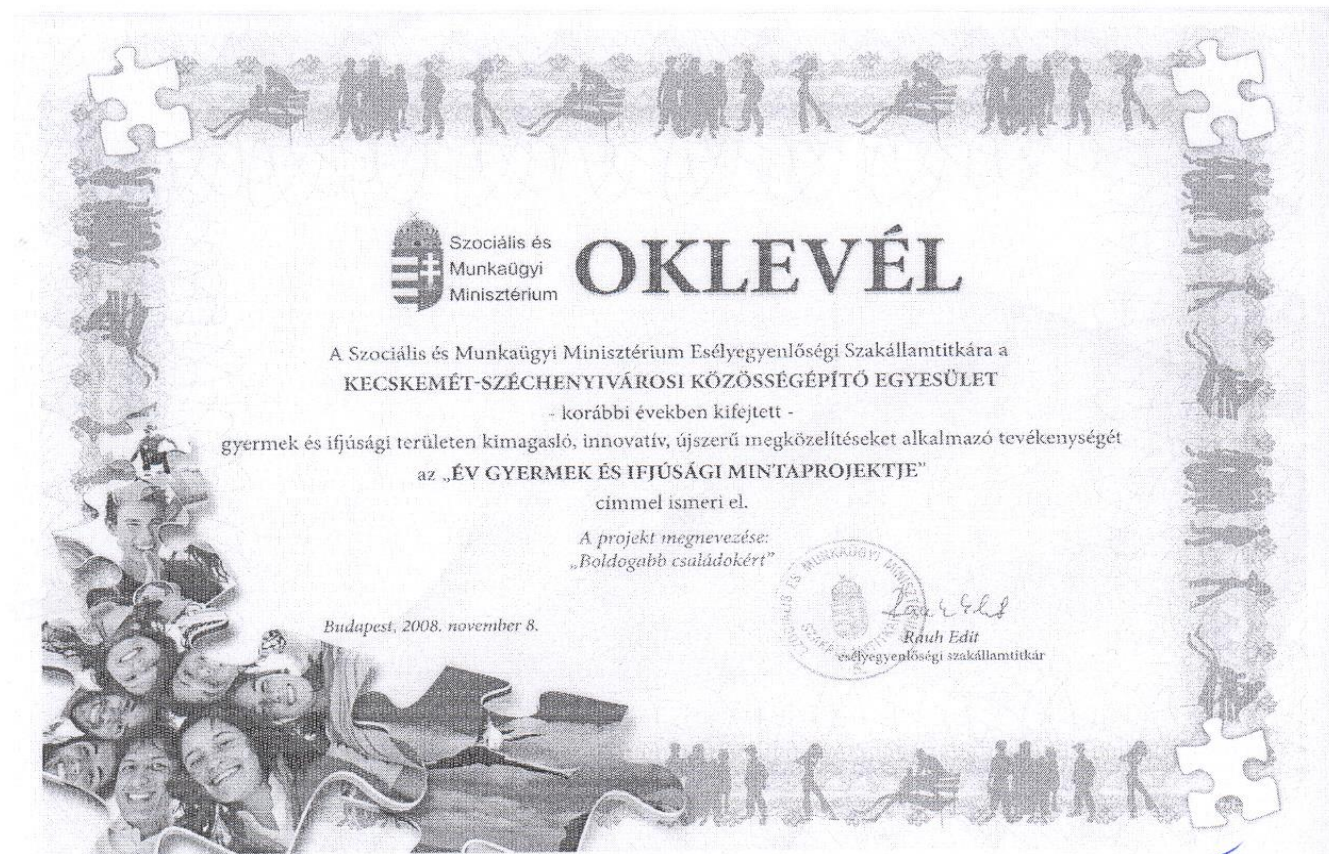 Szociális és
Munkaügyi
Minisztérium
OKLEVÉL
A Szociális és Munkaügyi Minisztérium Esélyegyenlőségi Szakállamtitkára a
KECSKEMÉT-SZÉCHENYIVÁROSI KÖZÖSSÉGÉPÍTŐ EGYESÜLET
- korábbi években kifejtett -
gyermek és ifjúsági területen kimagasló, innovatív, újszerű megközelítéseket alkalmazó tevékenységét
az „ÉV GYERMEK ÉS IFJÚSÁGI MINTAPROJEKTJE”
címmel ismeri el.
A projekt megnevezése:
„Boldogabb családokért”
ÉS MUNKAÜGYI
Budapest, 2008. november 8.
Rauh Edit
esélyegyenlőségi szakállamtitkár